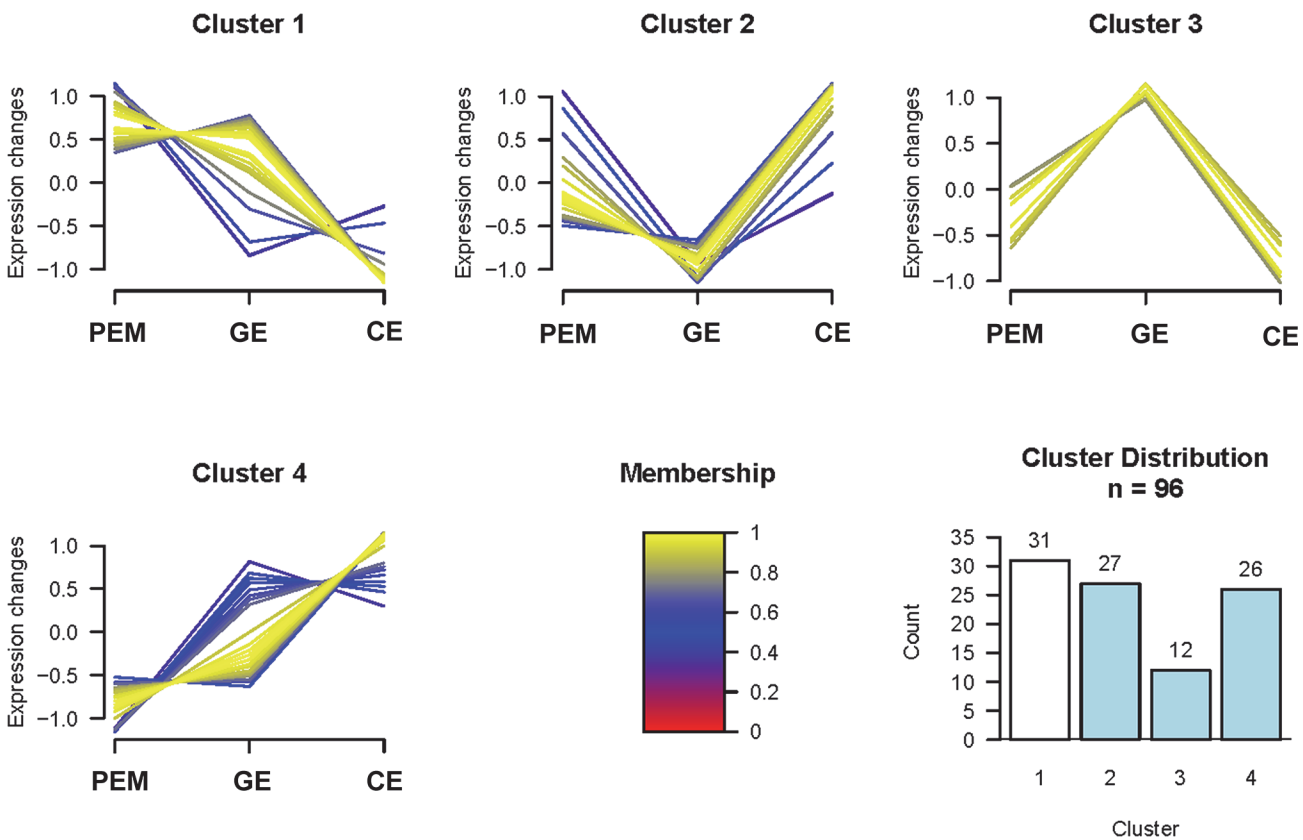 Cluster 1
Expression changes
1.0
0.5
0.0
−0.5
−1.0
PEM GE CE
Cluster 2
Expression changes
1.0
0.5
0.0
−0.5
−1.0
PEM GE CE
Cluster 3
Expression changes
1.0
0.0
−0.5
−1.0
PEM GE CE
Cluster 4
Expression changes
1.0
0.5
0.0
−0.5
−1.0
PEM GE CE
Membership
1
0.8
0.6
0.4
0.2
0
Cluster Distribution
n = 96
Count
35
30
25
20
15
10
5
0
31
27
12
26
1 2 3 4
Cluster